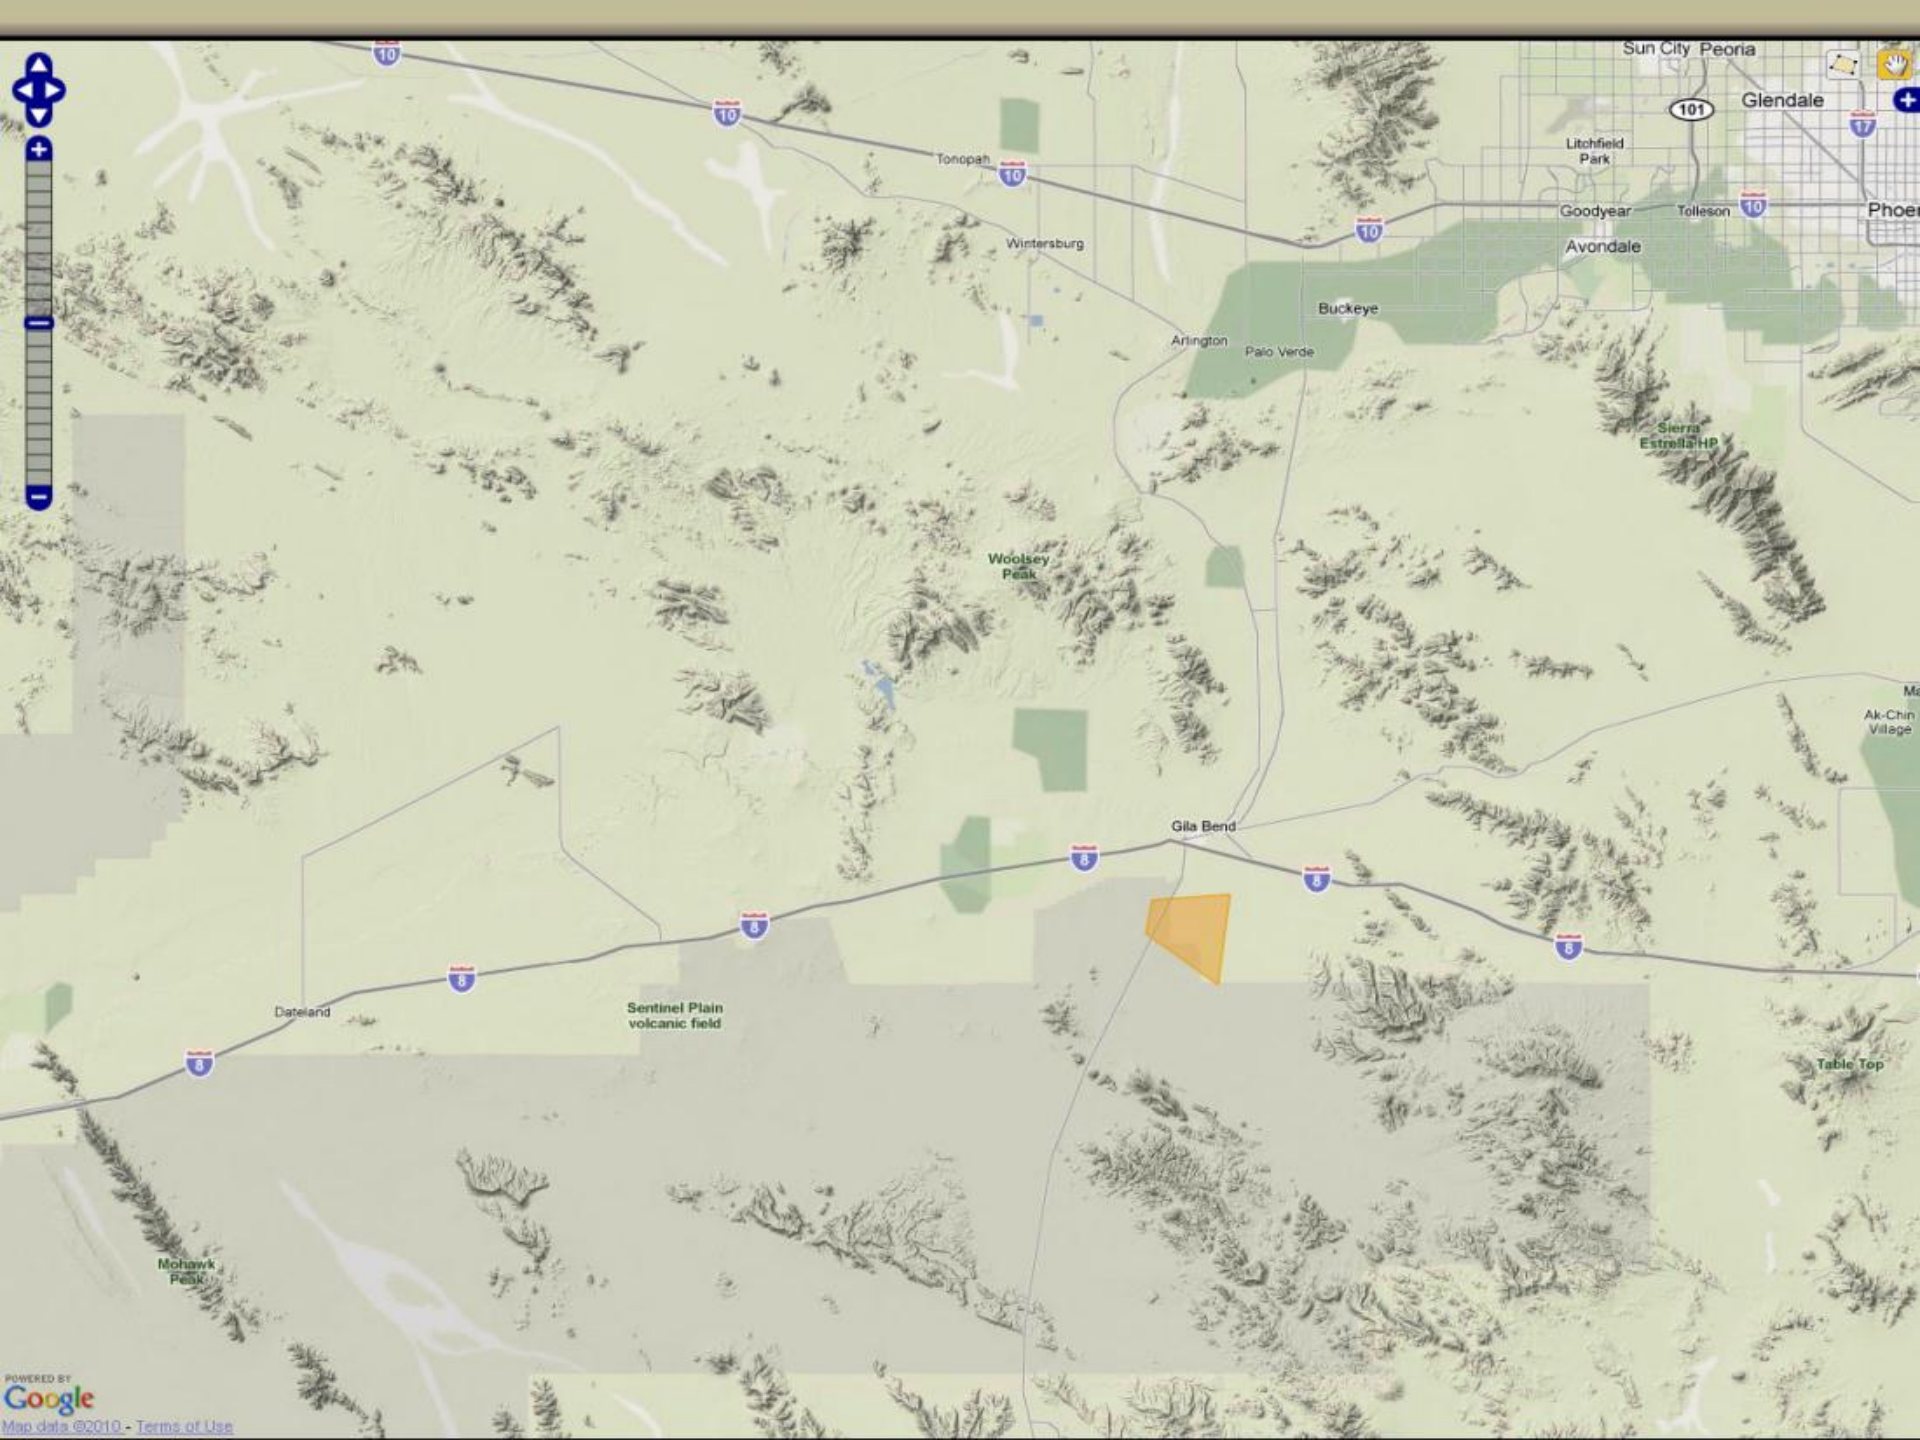 Sun City Peoria
10
101
Glendale
10
17
Litchfield
Park
Tonopah
10
Goodyear
Tolleson
10
Phoen
10
Wintersburg
Avondale
Buckeye
Arlington
Palo Verde
Sierra
Estrella HP
Woolsey
Peak
Ma
Ak-Chin
Village
Gila Bend
8
8
8
8
8
Sentinel Plain
volcanic field
Dateland
8
Table Top
Mohawk
Peak
POWERED BY
Google
Map data ©2010 - Terms of Use